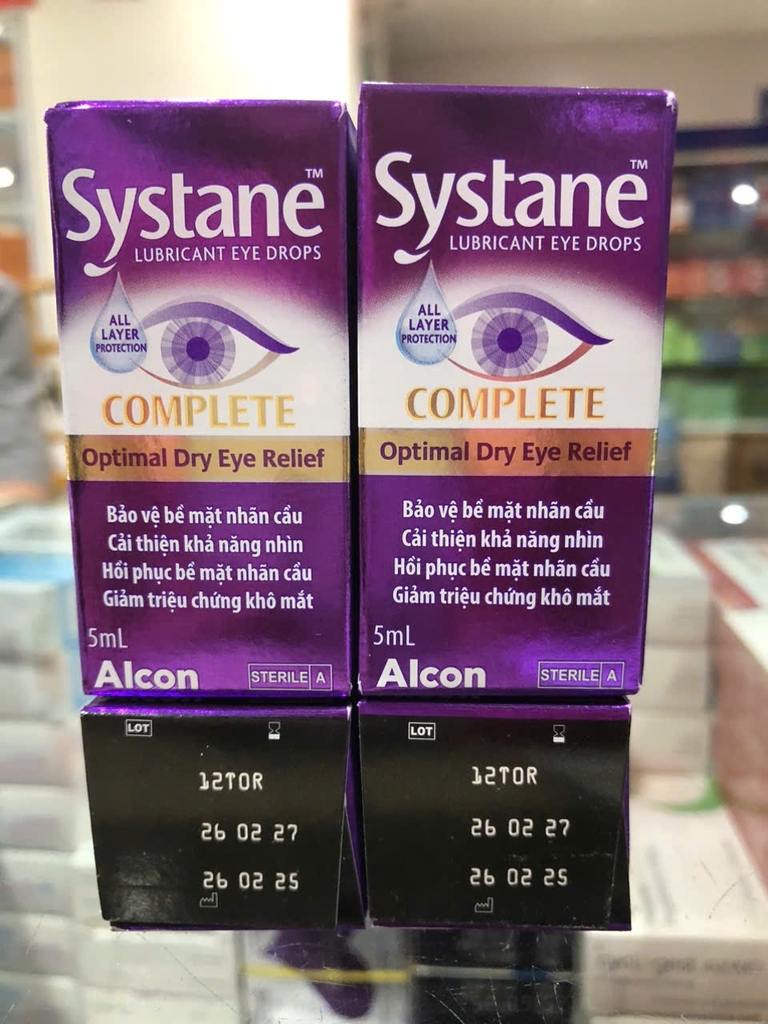 Systane™
LUBRICANT EYE DROPS
ALL
LAYER
PROTECTION
COMPLETE
Optimal Dry Eye Relief
Bảo vệ bề mặt nhãn cầu
Cải thiện khả năng nhìn
Hồi phục bề mặt nhãn cầu
Giảm triệu chứng khô mắt
5mL
Alcon
STERILE A
LOT
12TOR
26 02 27
26 02 25
Systane™
LUBRICANT EYE DROPS
ALL
LAYER
PROTECTION
COMPLETE
Optimal Dry Eye Relief
Bảo vệ bề mặt nhãn cầu
Cải thiện khả năng nhìn
Hồi phục bề mặt nhãn cầu
Giảm triệu chứng khô mắt
5mL
Alcon
STERILE A
LOT
12TOR
26 02 27
26 02 25